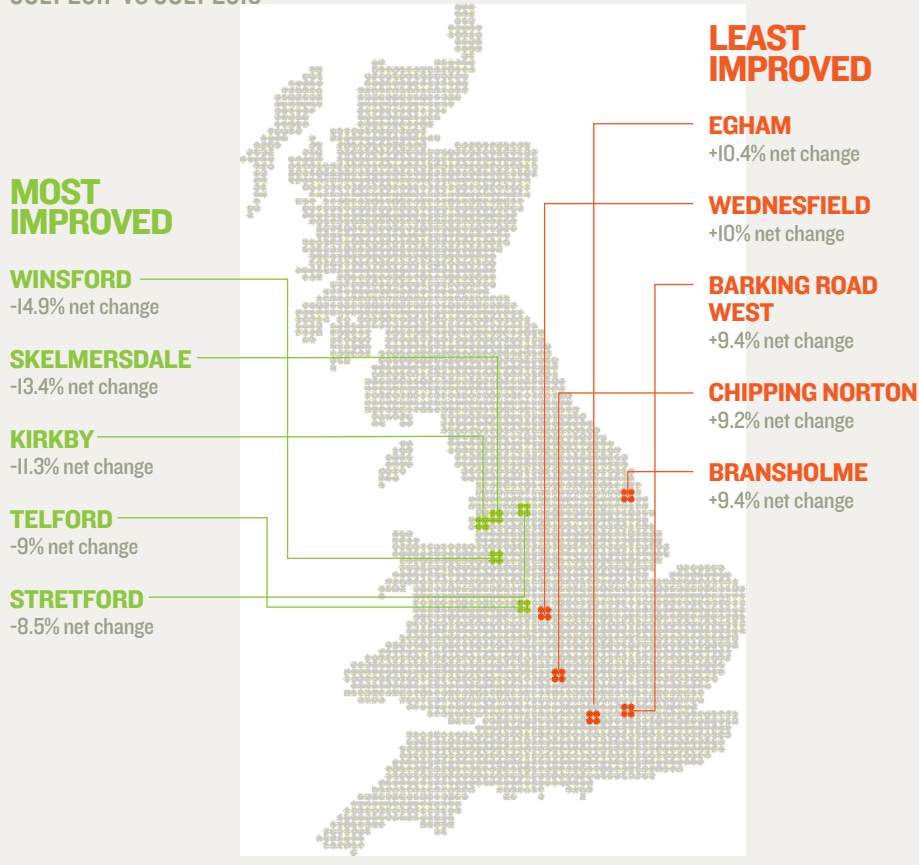 MOST
IMPROVED
WINSFORD
-14.9% net change
SKELMERSDALE
-13.4% net change
KIRKBY
-11.3% net change
TELFORD
-9% net change
STRETFORD
-8.5% net change
LEAST
IMPROVED
EGHAM
+10.4% net change
WEDNESFIELD
+10% net change
BARKING ROAD
WEST
+9.4% net change
CHIPPING NORTON
+9.2% net change
BRANSHOLME
+9.4% net change